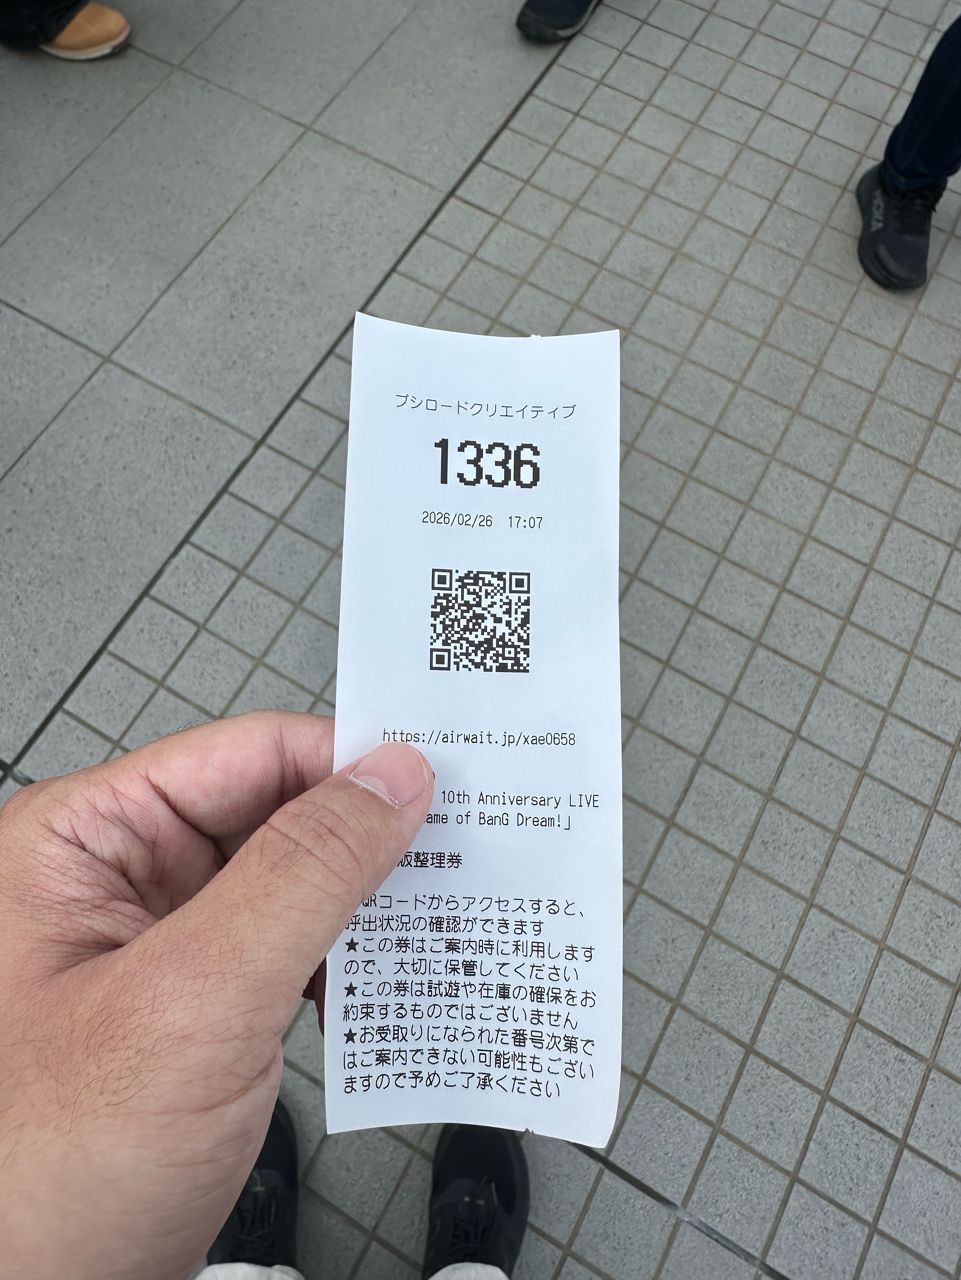 ブシロードクリエイティブ
1336
2026/02/26 17:07
https://airwait.jp/xae0658
10th Anniversary LIVE
of BanG Dream!」
販整理券
QRコードからアクセスすると、
呼出状況の確認ができます
★この券はご案内時に利用します
ので、大切に保管してください
★この券は試遊や在庫の確保をお
約束するものではございません
★お受取りになられた番号次第で
はご案内できない可能性もござい
ますので予めご了承ください